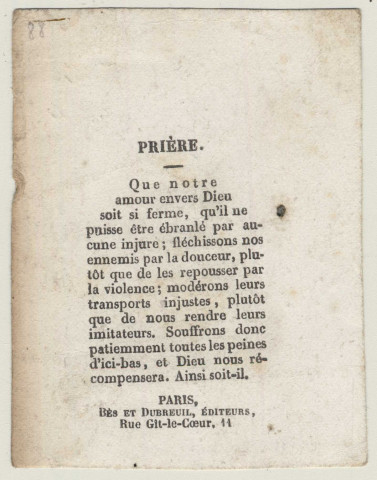 88
PRIÈRE.
Que notre
amour envers Dieu
soit si ferme, qu'il ne
pnisse être ébranlé par au-
cune injure; fléchissons nos
ennemis par la douceur, plu-
tôt que de les repousser par
la violence; modérons leurs
transports injustes, plutôt
que de nous rendre leurs
imitateurs. Souffrons donc
patiemment toutes les peines
d'ici-bas, et Dieu nous ré-
compensera. Ainsi soit-il.
PARIS,
BÈS ET DUBREUIL, ÉDITEURS,
Rue Gît-le-Cœur, 11